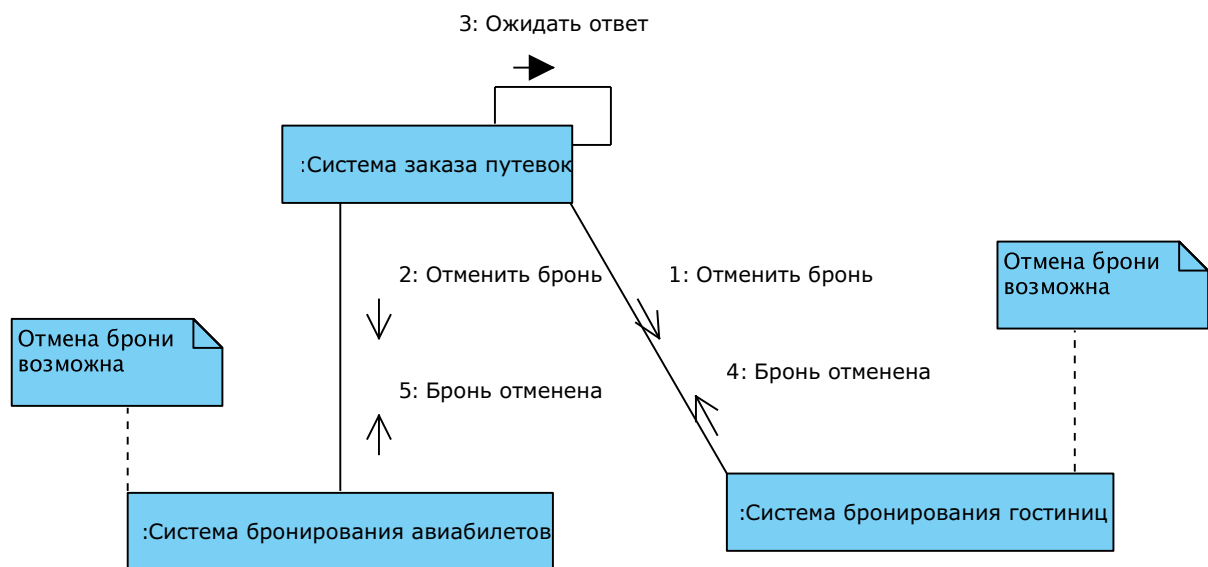 3: Ожидать ответ
:Система заказа путевок
2: Отменить бронь
1: Отменить бронь
Отмена брони
возможна
Отмена брони
возможна
4: Бронь отменена
5: Бронь отменена
:Система бронирования авиабилетов
:Система бронирования гостиниц